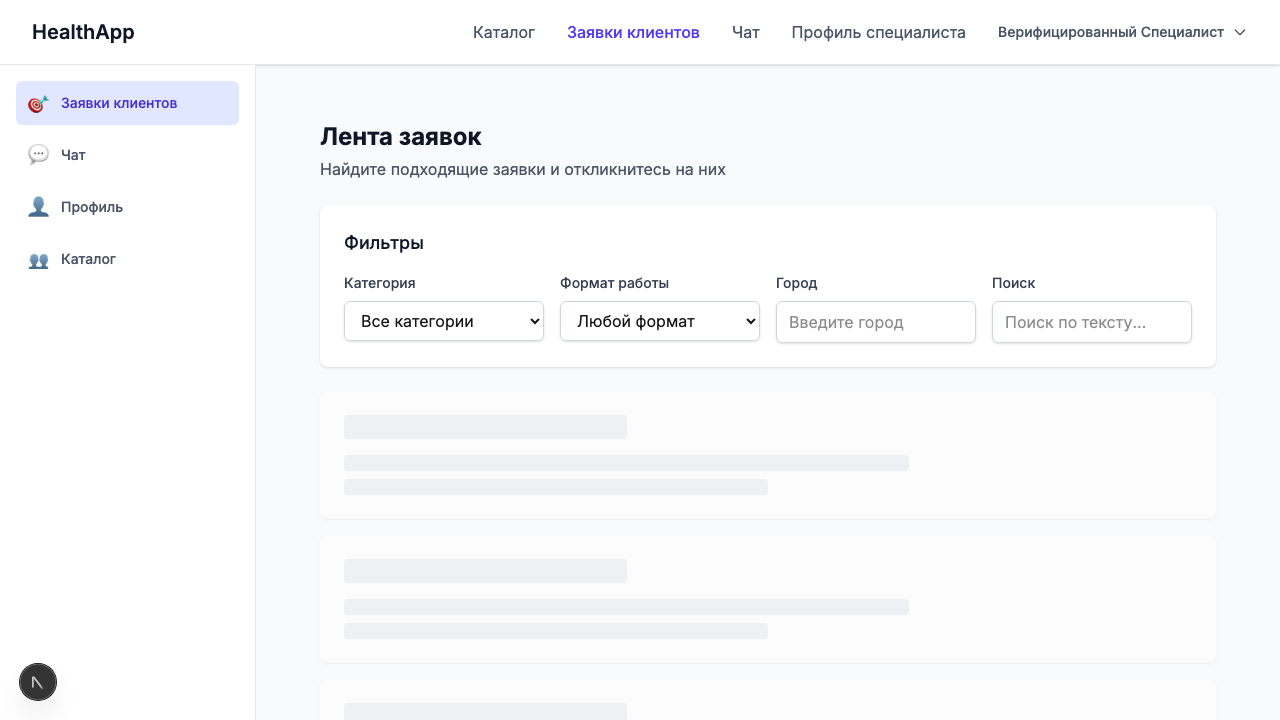 HealthApp
Каталог
Заявки клиентов
Чат
Профиль специалиста
Верифицированный Специалист
Заявки клиентов
Чат
Профиль
Каталог
Лента заявок
Найдите подходящие заявки и откликнитесь на них
Фильтры
Категория
Формат работы
Город
Поиск
Все категории
Любой формат
Введите город
Поиск по тексту...